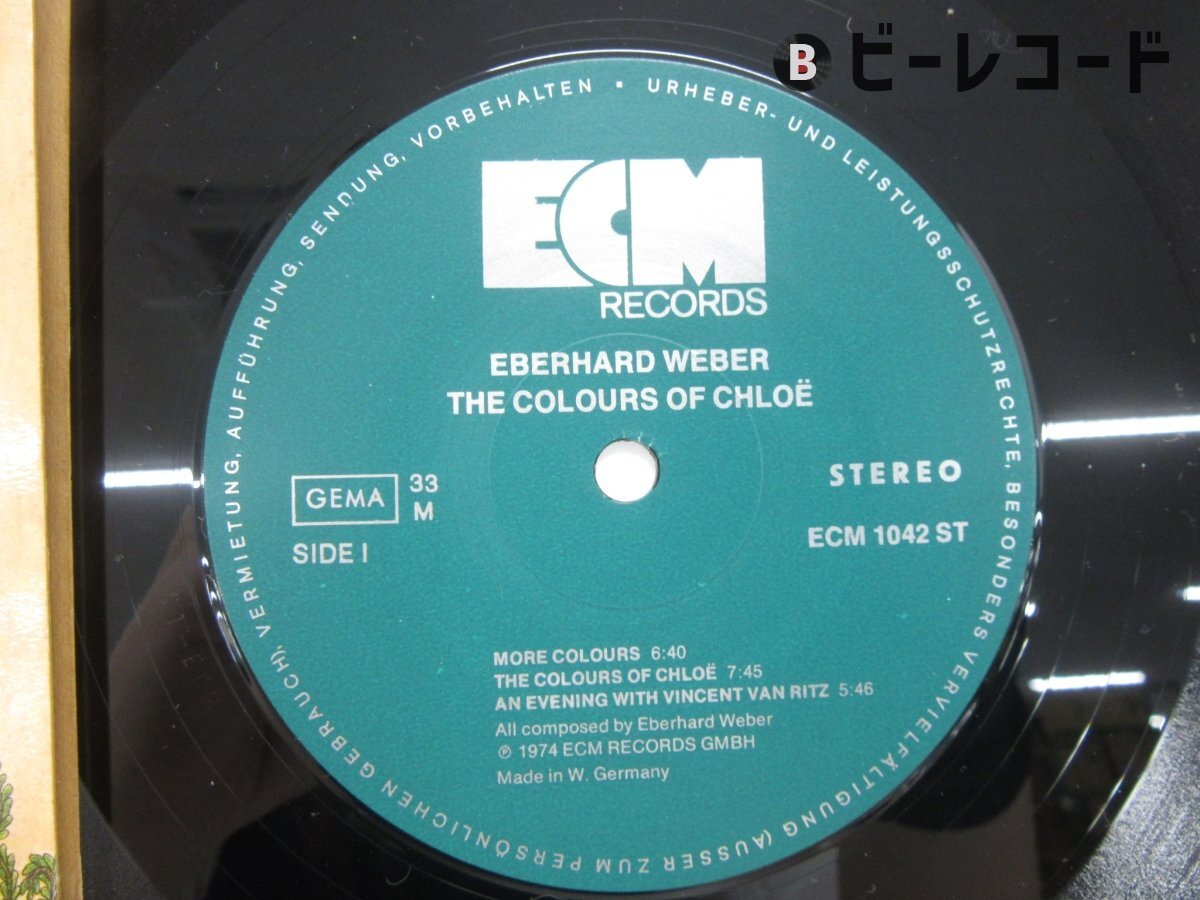 B ビーレコード
URHEBER- UND LEISTUNGSSCHUTZRECHTE, BESONDERS VERVIELFÄLTIGUNG (AUSSER ZUM PERSÖNLICHEN GEBRAUCH), VERMIETUNG, AUFFÜHRUNG, SENDUNG, VORBEHALTEN ▪
ECM
RECORDS
EBERHARD WEBER
THE COLOURS OF CHLOË
GEMA 33 STEREO
M
SIDE I ECM 1042 ST
MORE COLOURS 6:40
THE COLOURS OF CHLOË 7:45
AN EVENING WITH VINCENT VAN RITZ 5:46
All composed by Eberhard Weber
℗ 1974 ECM RECORDS GMBH
Made in W. Germany